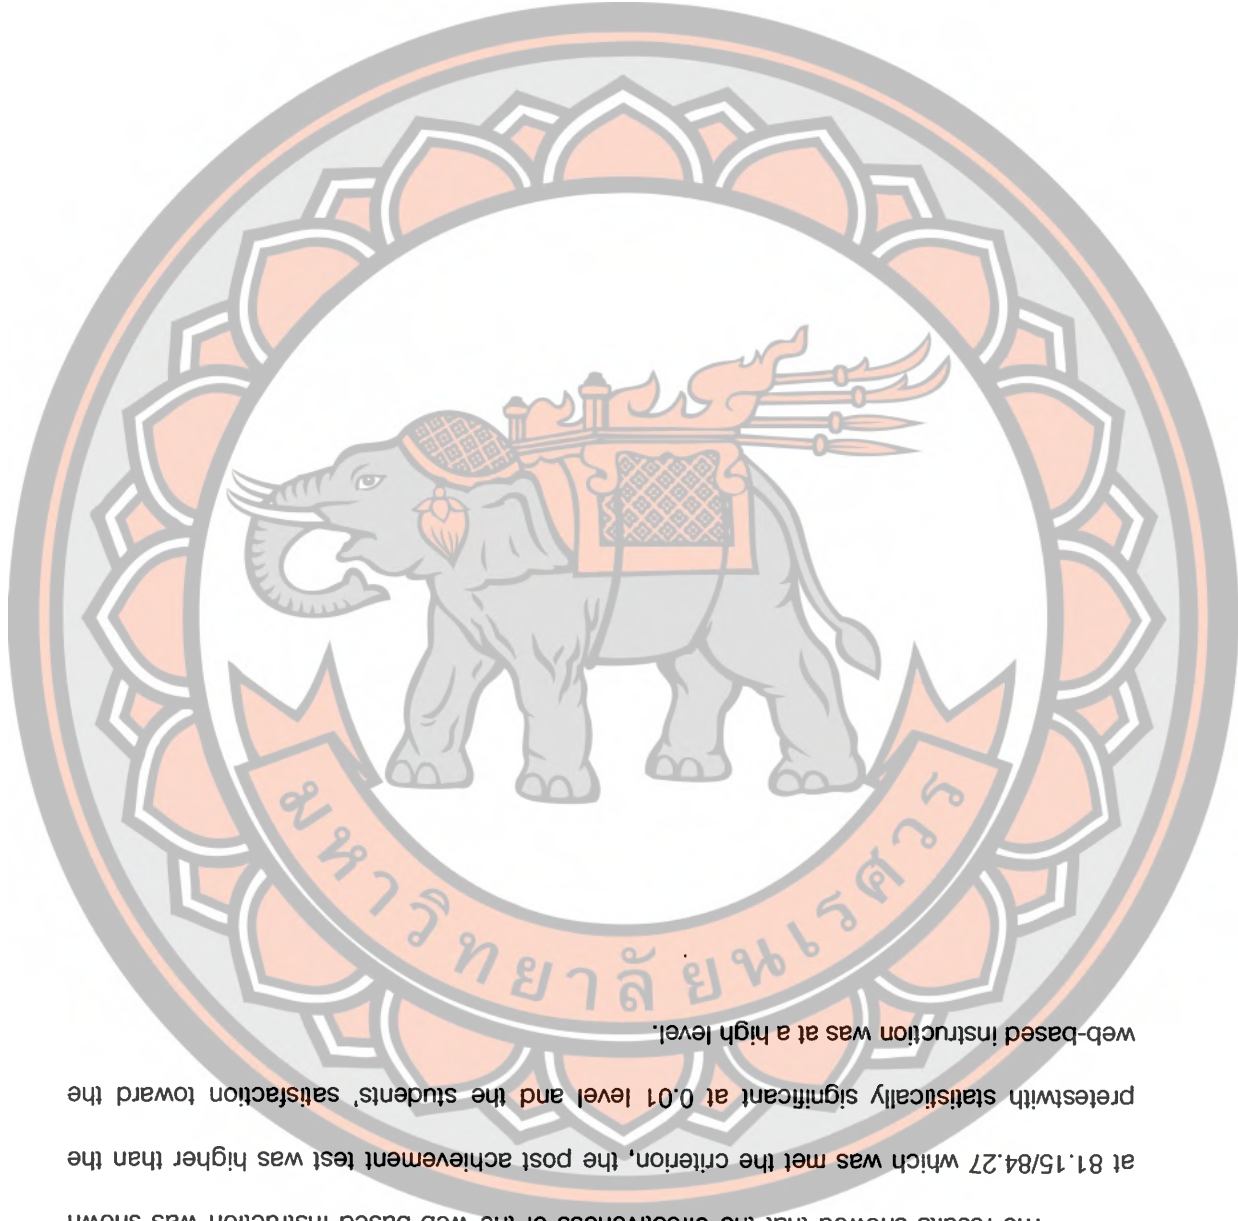 มหาวิทยาลัยนเรศวร
The results showed that the effectiveness of the web-based instruction was shown
at 81.15/84.27 which was met the criterion, the post achievement test was higher than the
pretestwith statistically significant at 0.01 level and the students' satisfaction toward the
web-based instruction was at a high level.